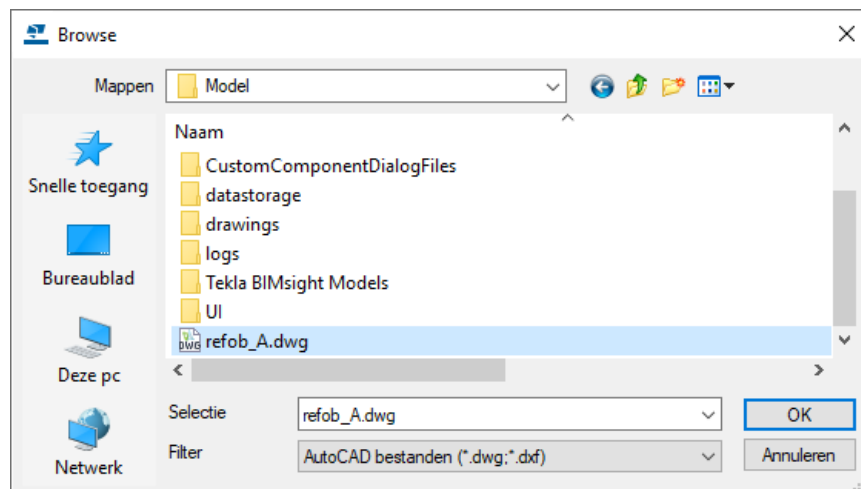 Browse
Mappen Model
Naam
CustomComponentDialogFiles
datastorage
drawings
logs
Tekla BIMsight Models
UI
DWG refob_A.dwg
Snelle toegang
Bureaublad
Deze pc
Netwerk
Selectie refob_A.dwg OK
Filter AutoCAD bestanden (*.dwg;*.dxf) Annuleren